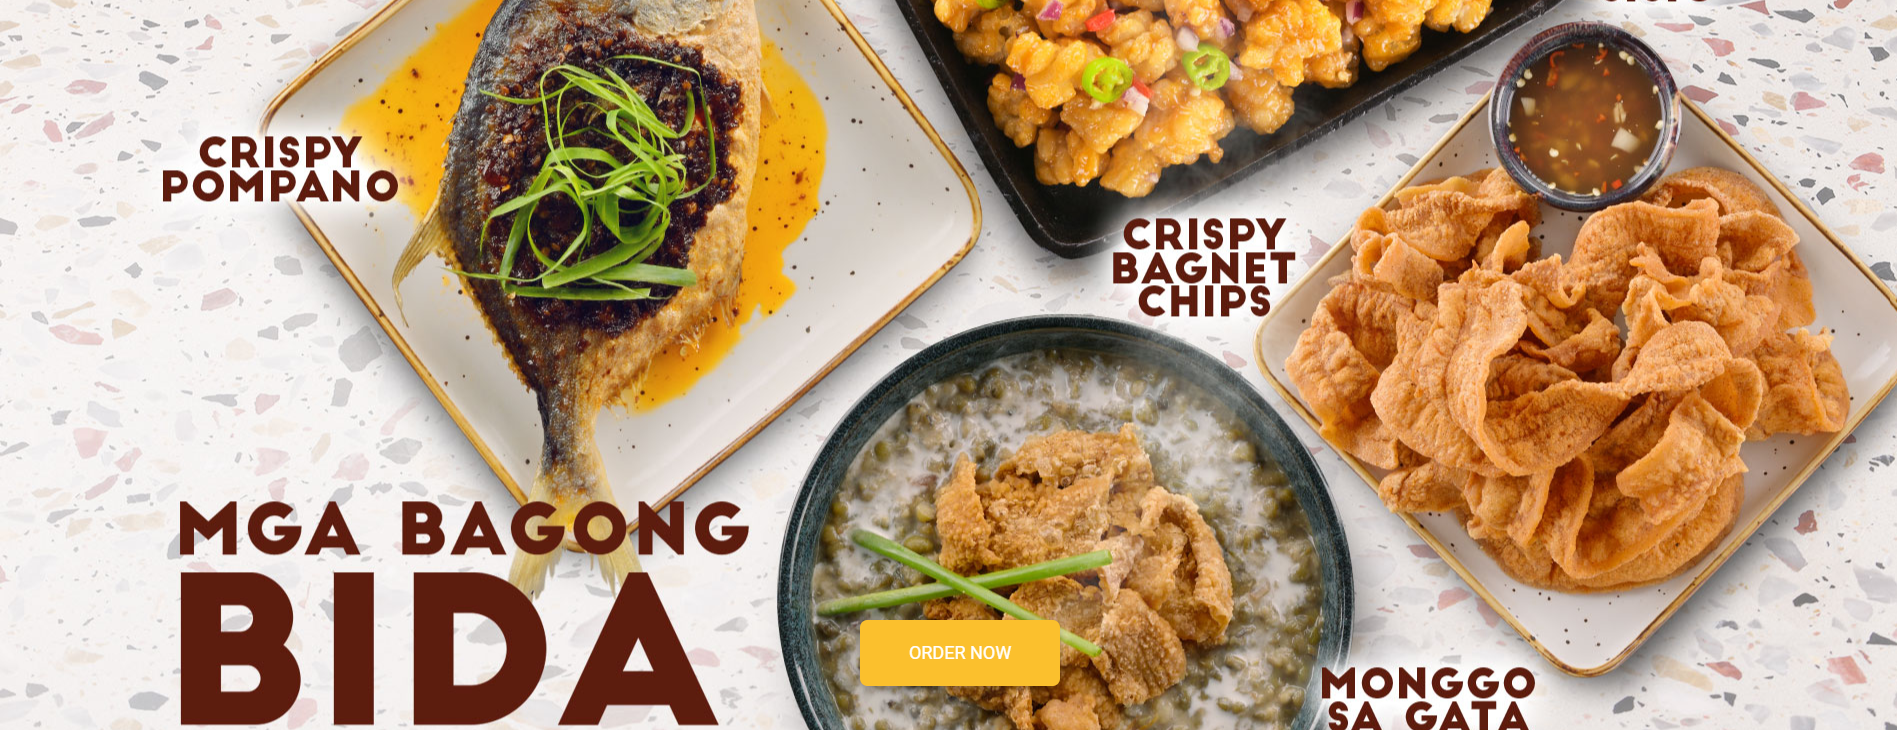 CRISPY
POMPANO
CRISPY
BAGNET
CHIPS
MGA BAGONG
BIDA
ORDER NOW
MONGGO
SA GATA